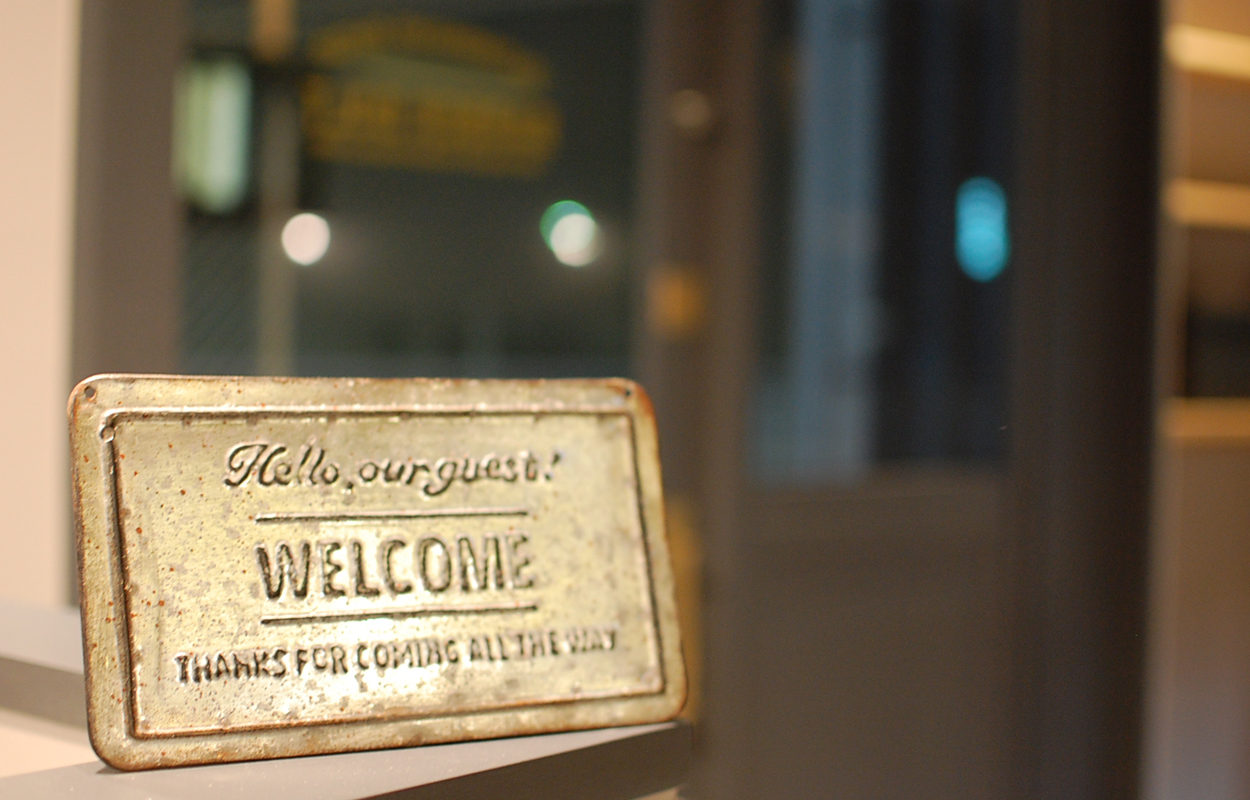 Hello, our guest!
WELCOME
THANKS FOR COMING ALL THE WAY